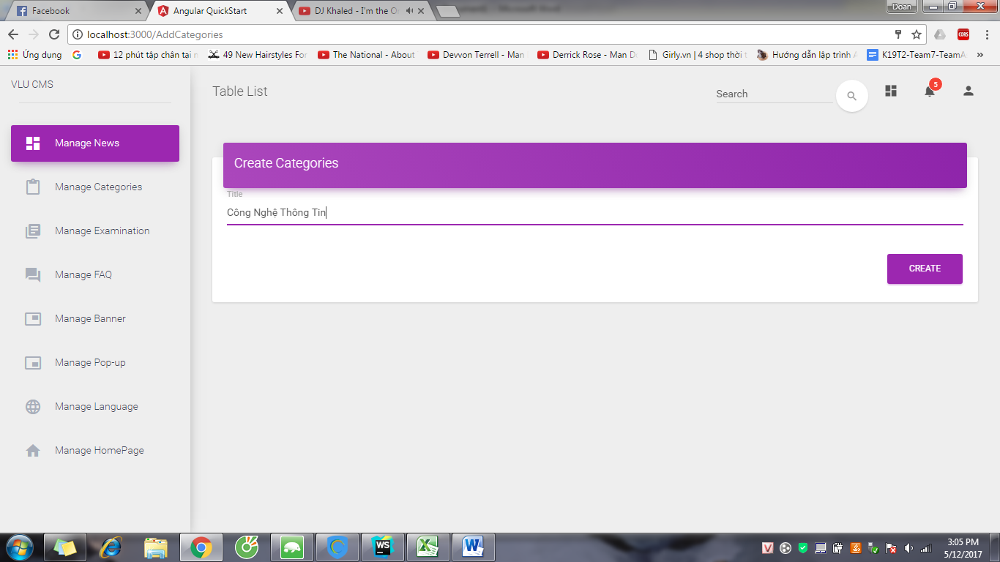 Facebook
Angular QuickStart
DJ Khaled - I'm the O
Doan
localhost:3000/AddCategories
CORS
Ứng dụng
12 phút tập chân tại n
49 New Hairstyles For
The National - About
Devvon Terrell - Man
Derrick Rose - Man D
Girly.vn | 4 shop thời t
Hướng dẫn lập trình A
K19T2-Team7-TeamA
»
VLU CMS
Table List
Search
5
Manage News
Manage Categories
Manage Examination
Manage FAQ
Manage Banner
Manage Pop-up
Manage Language
Manage HomePage
Create Categories
Title
Công Nghệ Thông Tin
CREATE
WS
3:05 PM
5/12/2017